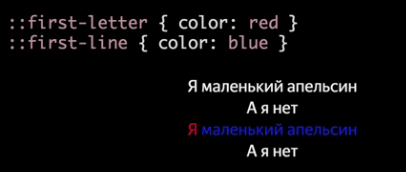 ::first-letter { color: red }
::first-line { color: blue }
Я маленький апельсин
А я нет
Я маленький апельсин
А я нет